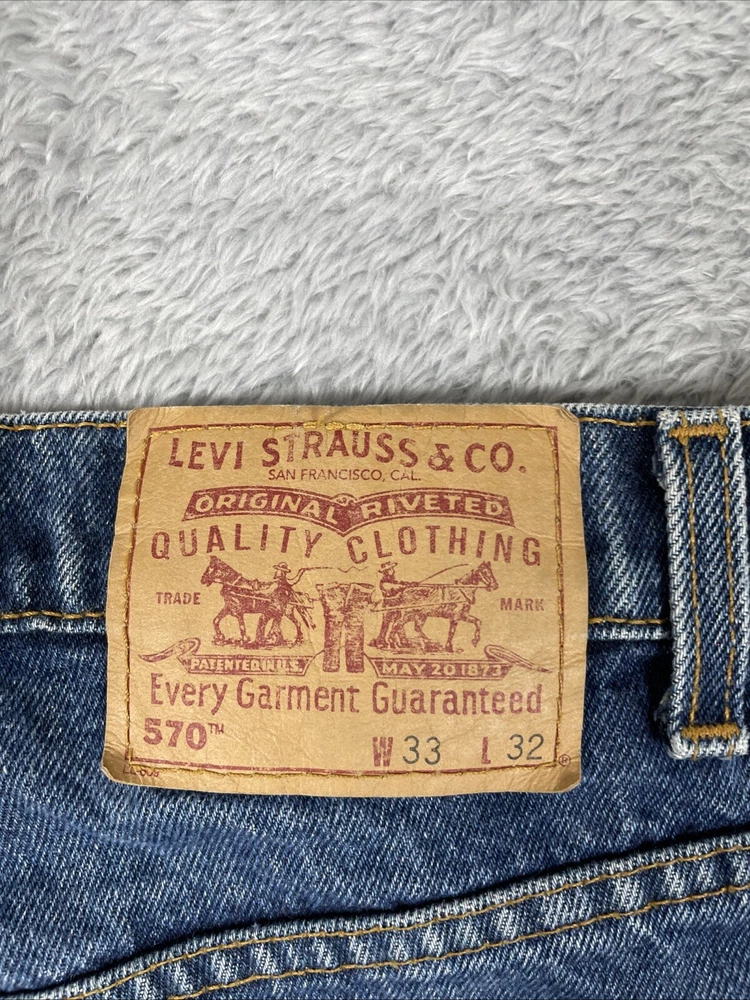 LEVI STRAUSS & CO.
SAN FRANCISCO, CAL.
ORIGINAL RIVETED
QUALITY CLOTHING
TRADE MARK
PATENTED IN U.S. MAY 20 1873
Every Garment Guaranteed
570™
W 33 L 32 ®